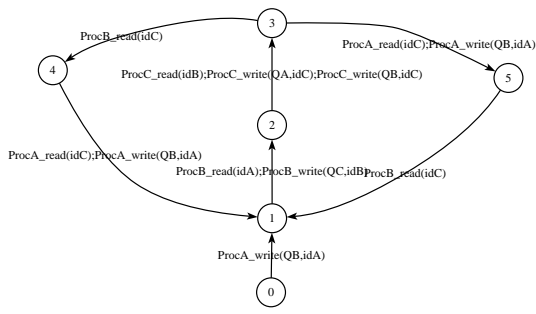 3
ProcB_read(idC)
ProcA_read(idC);ProcA_write(QB,idA)
4
ProcC_read(idB);ProcC_write(QA,idC);ProcC_write(QB,idC)
5
2
ProcA_read(idC);ProcA_write(QB,idA)
ProcB_read(idA);ProcB_write(QC,idB)
ProcB_read(idC)
1
ProcA_write(QB,idA)
0